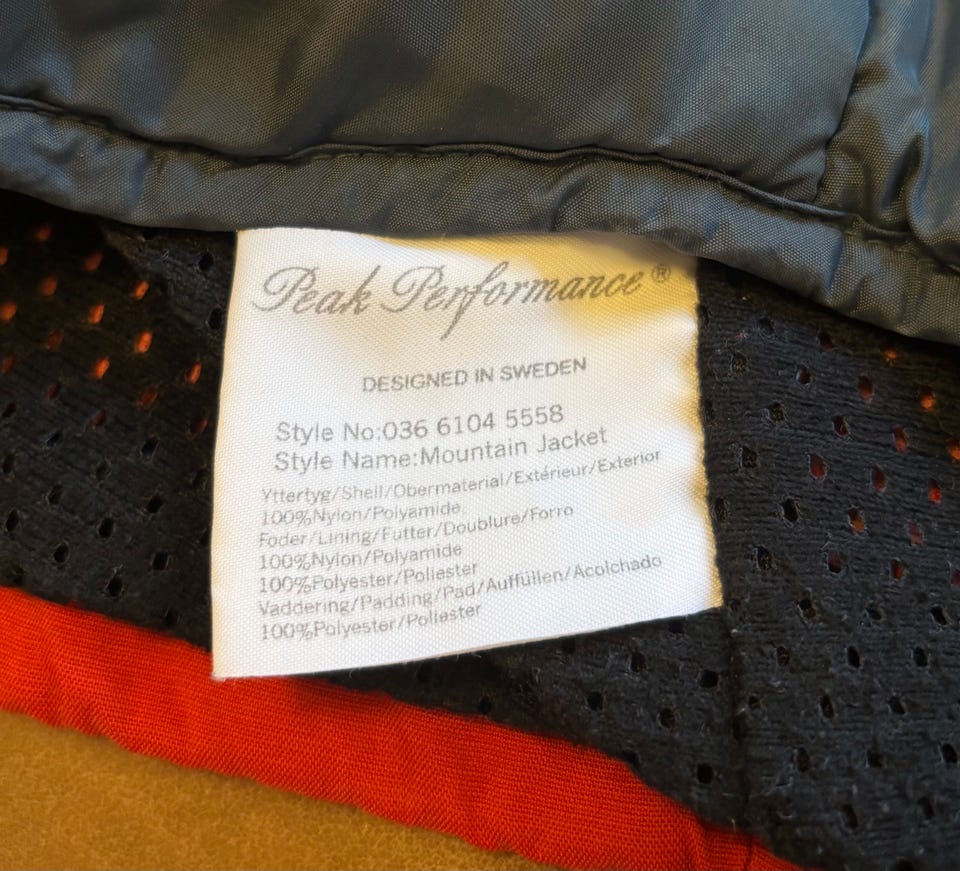 Peak Performance®
DESIGNED IN SWEDEN
Style No:036 6104 5558
Style Name:Mountain Jacket
Yttertyg/Shell/Obermaterial/Extérieur/Exterior
100%Nylon/Polyamide
Foder/Lining/Futter/Doublure/Forro
100%Nylon/Polyamide
100%Polyester/Poliester
Vaddering/Padding/Pad/Auffüllen/Acolchado
100%Polyester/Poliester